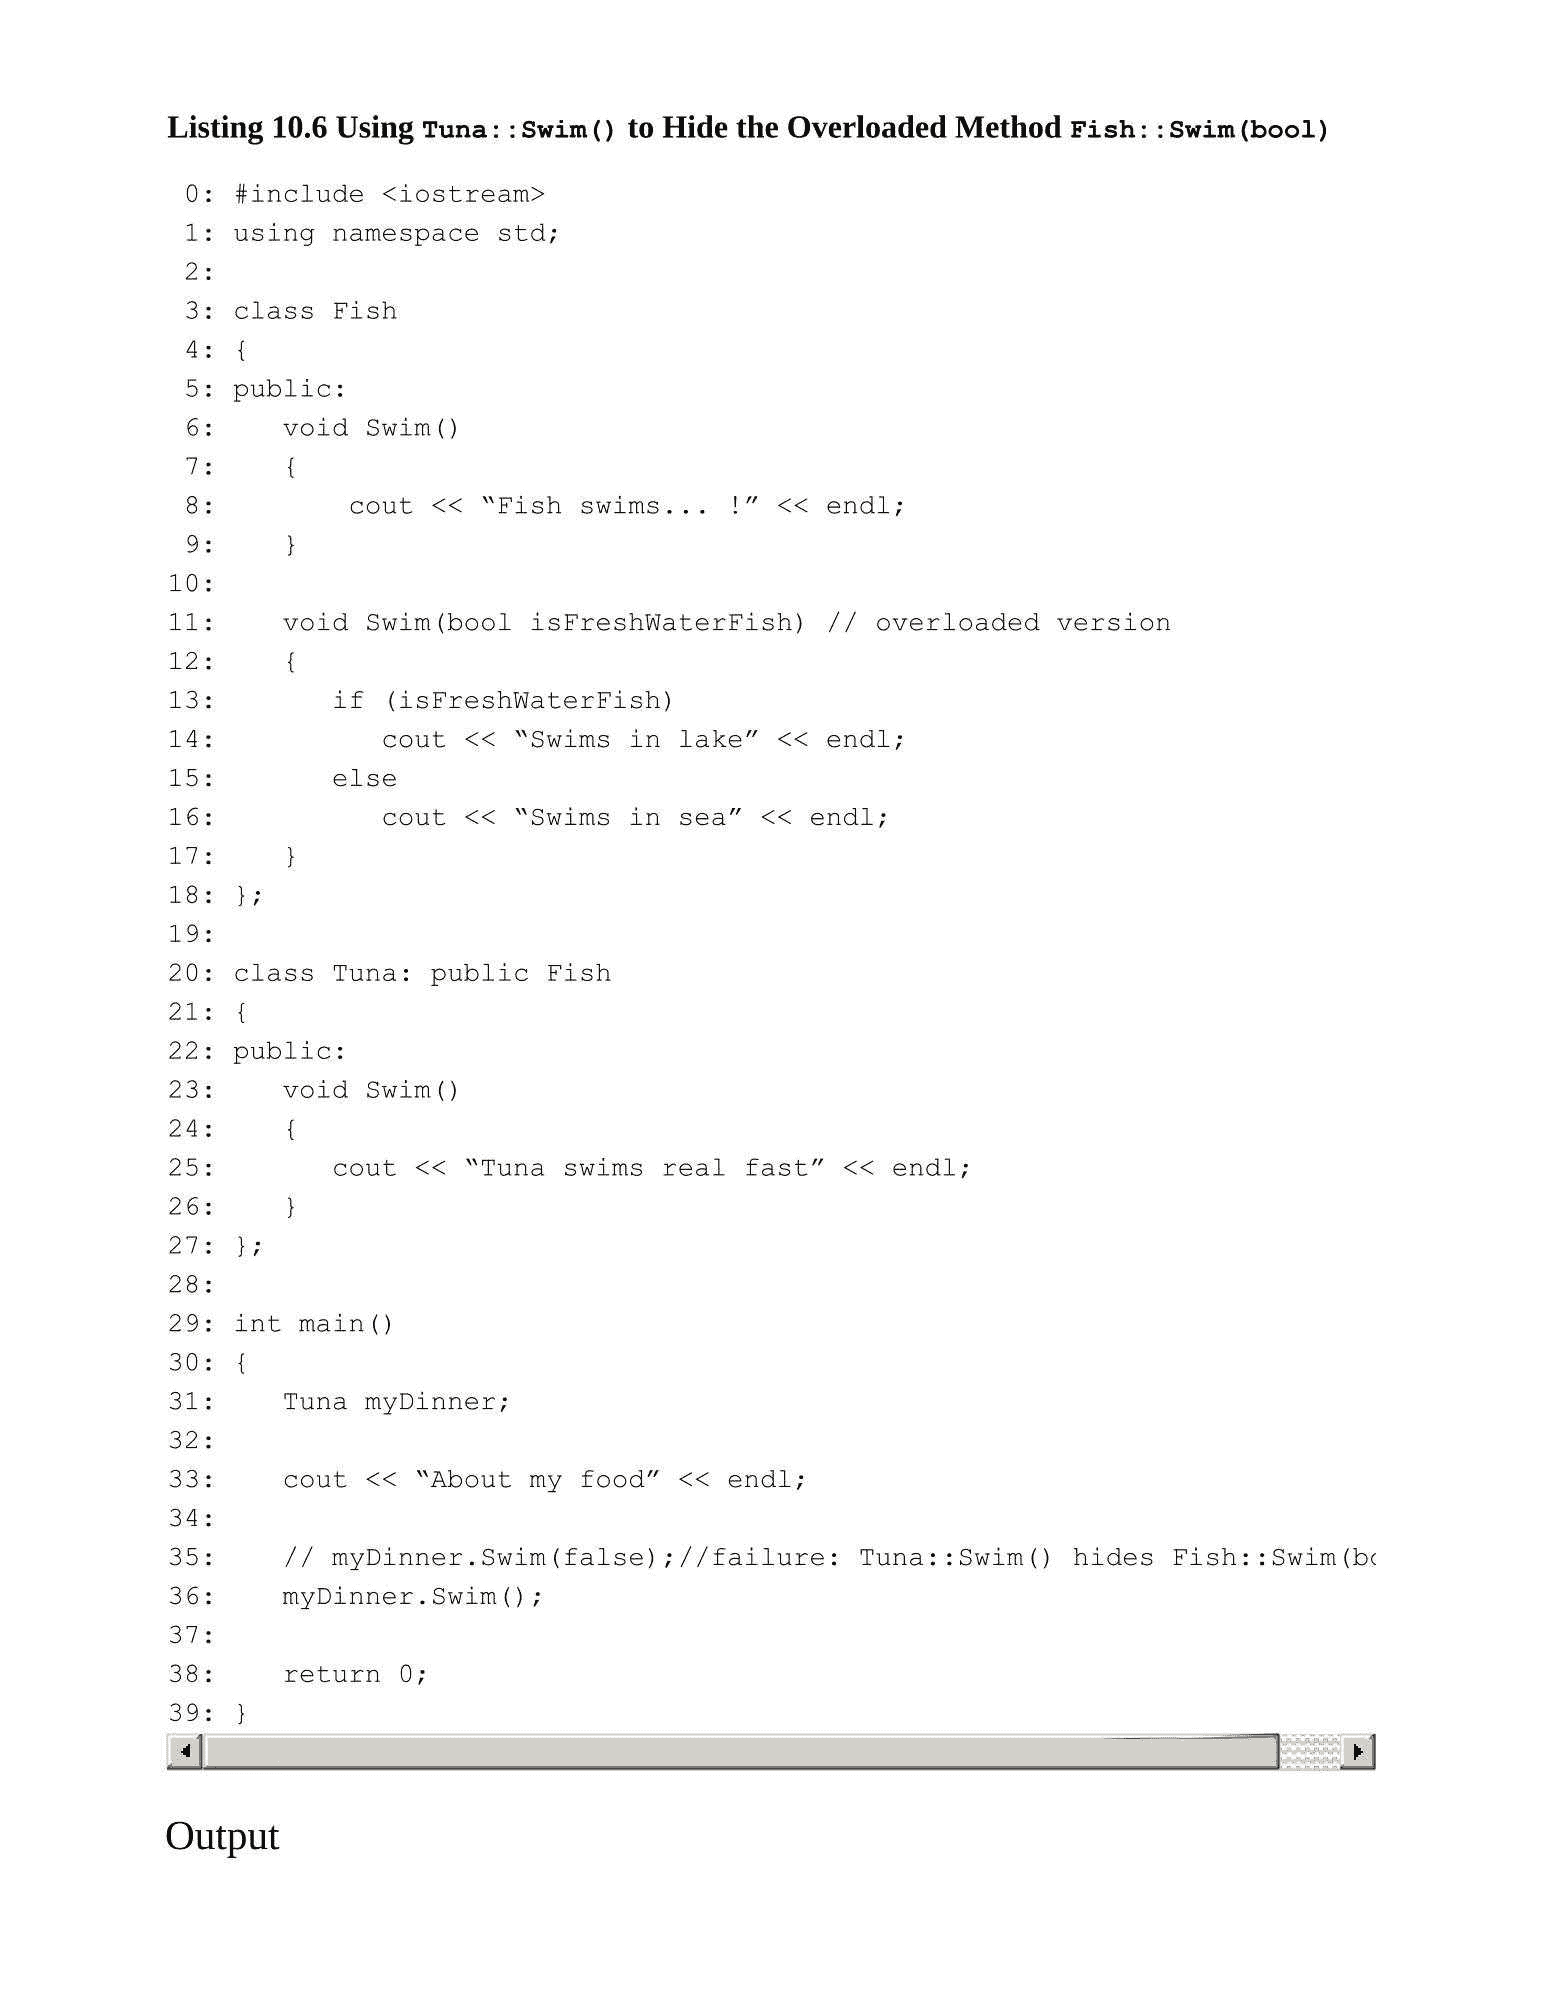 Listing 10.6 Using Tuna::Swim() to Hide the Overloaded Method Fish::Swim(bool)
0: #include <iostream>
1: using namespace std;
2:
3: class Fish
4: {
5: public:
6:    void Swim()
7:    {
8:        cout << “Fish swims... !” << endl;
9:    }
10:
11:    void Swim(bool isFreshWaterFish) // overloaded version
12:    {
13:       if (isFreshWaterFish)
14:          cout << “Swims in lake” << endl;
15:       else
16:          cout << “Swims in sea” << endl;
17:    }
18: };
19:
20: class Tuna: public Fish
21: {
22: public:
23:    void Swim()
24:    {
25:       cout << “Tuna swims real fast” << endl;
26:    }
27: };
28:
29: int main()
30: {
31:    Tuna myDinner;
32:
33:    cout << “About my food” << endl;
34:
35:    // myDinner.Swim(false);//failure: Tuna::Swim() hides Fish::Swim(bo
36:    myDinner.Swim();
37:
38:    return 0;
39: }
Output